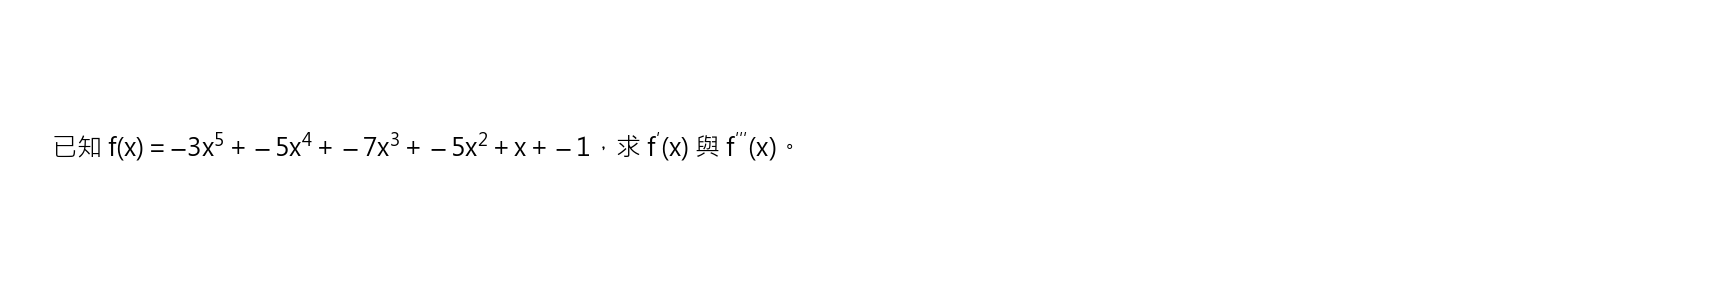 已知 f(x) = −3x⁵ + −5x⁴ + −7x³ + −5x² + x + −1，求 f′(x) 與 f‴(x)。